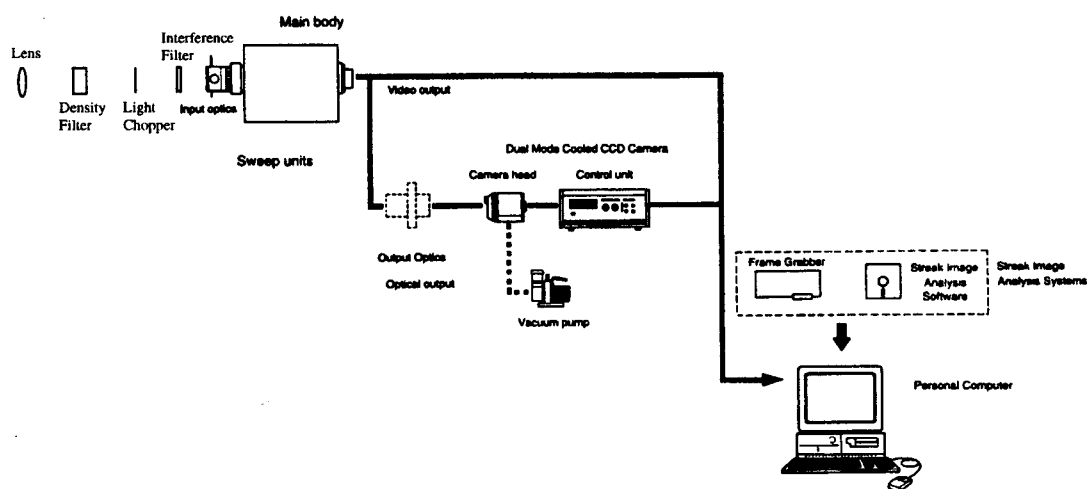 Main body
Interference
Filter
Lens
Density
Filter
Light
Chopper
Input optics
Video output
Sweep units
Dual Mode Cooled CCD Camera
Camera head
Control unit
Output Optics
Optical output
Vacuum pump
Frame Grabber
Streak Image
Analysis
Software
Streak Image
Analysis Systems
Personal Computer